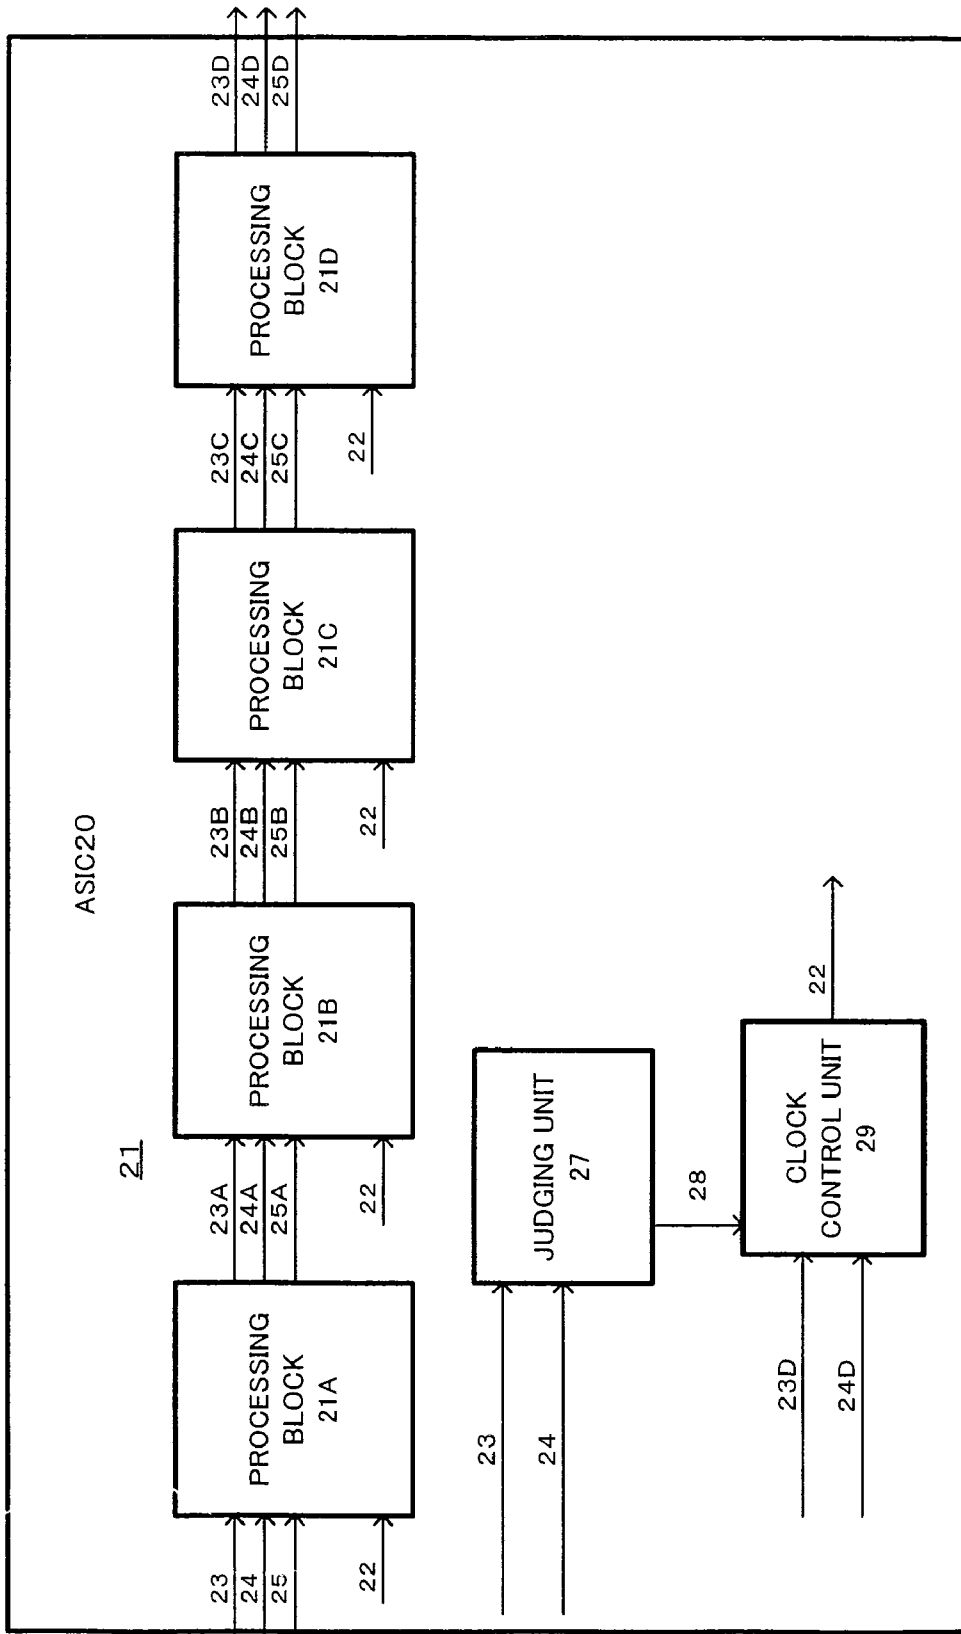 ASIC20
21
23
24
25
22
PROCESSING
BLOCK
21A
23A
24A
25A
22
PROCESSING
BLOCK
21B
23B
24B
25B
22
PROCESSING
BLOCK
21C
23C
24C
25C
22
PROCESSING
BLOCK
21D
23D
24D
25D
23
24
JUDGING UNIT
27
28
23D
24D
CLOCK
CONTROL UNIT
29
22